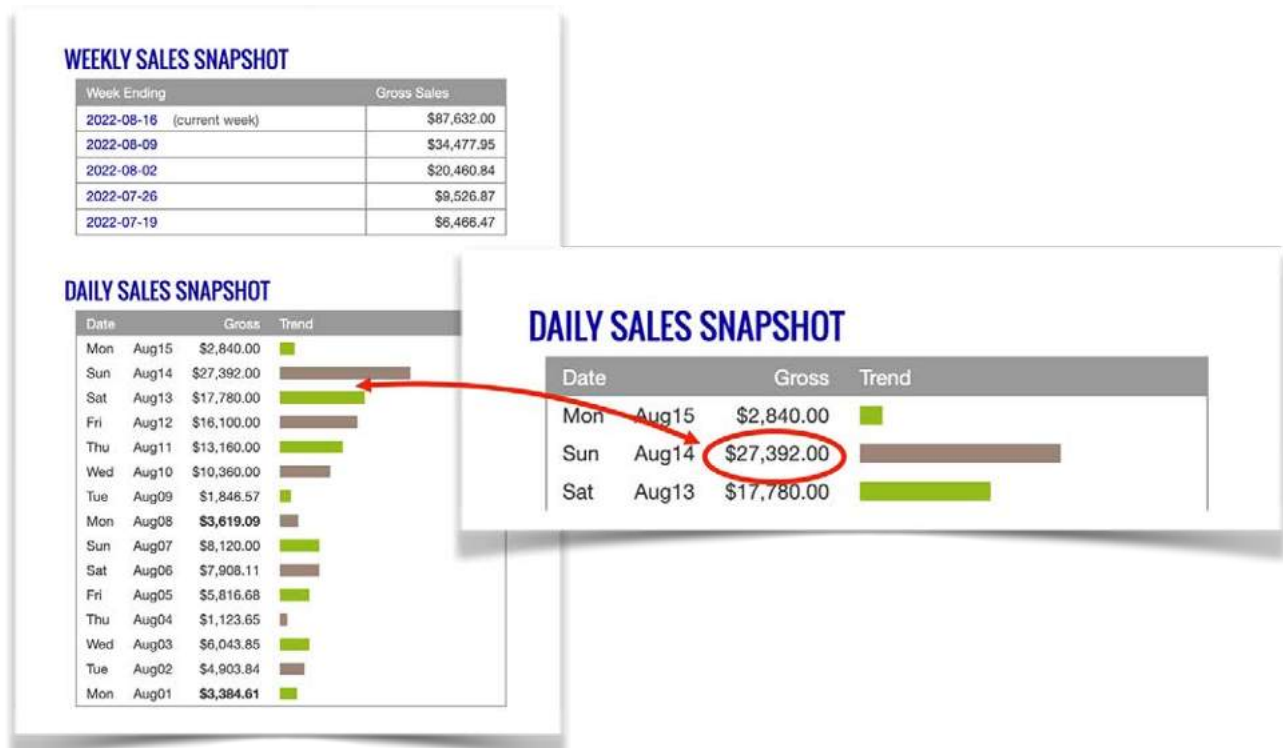 WEEKLY SALES SNAPSHOT
Week Ending Gross Sales
2022-08-16 (current week) $87,632.00
2022-08-09 $34,477.95
2022-08-02 $20,460.84
2022-07-26 $9,526.87
2022-07-19 $6,466.47
DAILY SALES SNAPSHOT
Date Gross Trend
Mon Aug15 $2,840.00
Sun Aug14 $27,392.00
Sat Aug13 $17,780.00
Fri Aug12 $16,100.00
Thu Aug11 $13,160.00
Wed Aug10 $10,360.00
Tue Aug09 $1,846.57
Mon Aug08 $3,619.09
Sun Aug07 $8,120.00
Sat Aug06 $7,908.11
Fri Aug05 $5,816.68
Thu Aug04 $1,123.65
Wed Aug03 $6,043.85
Tue Aug02 $4,903.84
Mon Aug01 $3,384.61
DAILY SALES SNAPSHOT
Date Gross Trend
Mon Aug15 $2,840.00
Sun Aug14 $27,392.00
Sat Aug13 $17,780.00